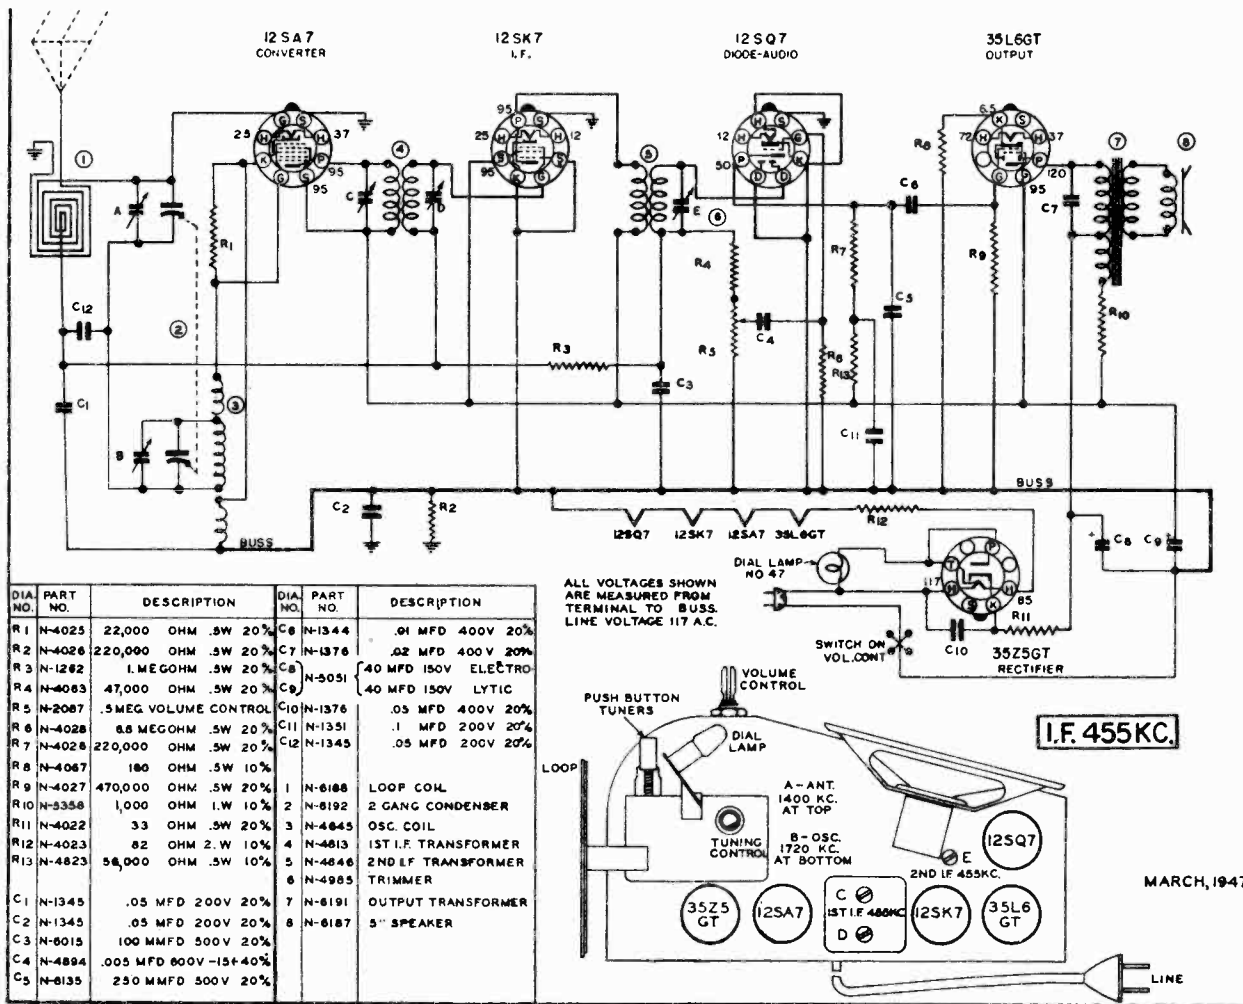 12SA7
CONVERTER
12SK7
I.F.
12SQ7
DIODE-AUDIO
35L6GT
OUTPUT
G S
H H
K P
G S
25 37
95
95
95
P S
H H
S S
K G
25 12
95
H S
H G
P K
D D
12 6
50
65
K S
H H
P
G P
72 37
120
95
1
A
R1
4
C
D
5
E
6
R8
C6
R7
R9
C7
7
8
C12
2
R4
R5
C4
C5
R6
R13
R10
R3
C3
C1
3
B
C11
BUSS
C2
R2
BUSS
12SQ7 12SK7 12SA7 35L6GT
R12
C8
C9
DIAL LAMP
NO 47
P
T
H H
S K
117 85
R11
C10
35Z5GT
RECTIFIER
SWITCH ON
VOL.CONT
ALL VOLTAGES SHOWN
ARE MEASURED FROM
TERMINAL TO BUSS.
LINE VOLTAGE 117 A.C.
DIA. NO. PART NO. DESCRIPTION DIA. NO. PART NO. DESCRIPTION
R1 N-4025 22,000 OHM .5W 20% C6 N-1344 .01 MFD 400V 20%
R2 N-4026 220,000 OHM .5W 20% C7 N-1376 .02 MFD 400V 20%
R3 N-1262 1. MEGOHM .5W 20% C8 N-5051 40 MFD 150V ELECTRO
R4 N-4063 47,000 OHM .5W 20% C9 40 MFD 150V LYTIC
R5 N-2087 .5MEG VOLUME CONTROL C10 N-1376 .05 MFD 400V 20%
R6 N-4028 6.8 MEGOHM .5W 20% C11 N-1351 .1 MFD 200V 20%
R7 N-4026 220,000 OHM .5W 20% C12 N-1345 .05 MFD 200V 20%
R8 N-4067 180 OHM .5W 10%
R9 N-4027 470,000 OHM .5W 20% 1 N-6188 LOOP COIL
R10 N-5358 1,000 OHM 1.W 10% 2 N-6192 2 GANG CONDENSER
R11 N-4022 33 OHM .5W 20% 3 N-4645 OSC. COIL
R12 N-4023 82 OHM 2.W 10% 4 N-4613 1ST I.F. TRANSFORMER
R13 N-4823 56,000 OHM .5W 10% 5 N-4646 2ND I.F TRANSFORMER
6 N-4985 TRIMMER
C1 N-1345 .05 MFD 200V 20% 7 N-6191 OUTPUT TRANSFORMER
C2 N-1345 .05 MFD 200V 20% 8 N-6187 5" SPEAKER
C3 N-6015 100 MMFD 500V 20%
C4 N-4894 .005 MFD 600V -15+40%
C5 N-6135 250 MMFD 500V 20%
VOLUME
CONTROL
PUSH BUTTON
TUNERS
DIAL
LAMP
LOOP
A-ANT.
1400 KC.
AT TOP
B-OSC.
1720 KC.
AT BOTTOM
TUNING
CONTROL
E
2ND I.F 455KC.
I.F. 455KC.
12SQ7
MARCH, 1947
35Z5
GT
12SA7
C
1ST I.F 455KC
D
12SK7
35L6
GT
LINE